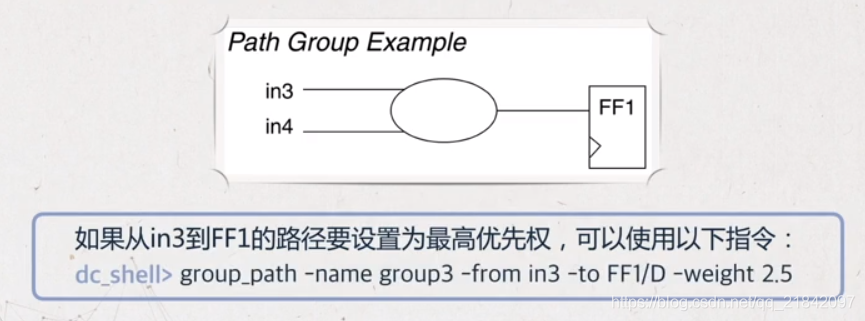 Path Group Example
in3
in4
FF1
如果从in3到FF1的路径要设置为最高优先权，可以使用以下指令：
dc_shell> group_path -name group3 -from in3 -to FF1/D -weight 2.5
https://blog.csdn.net/qq_21842097